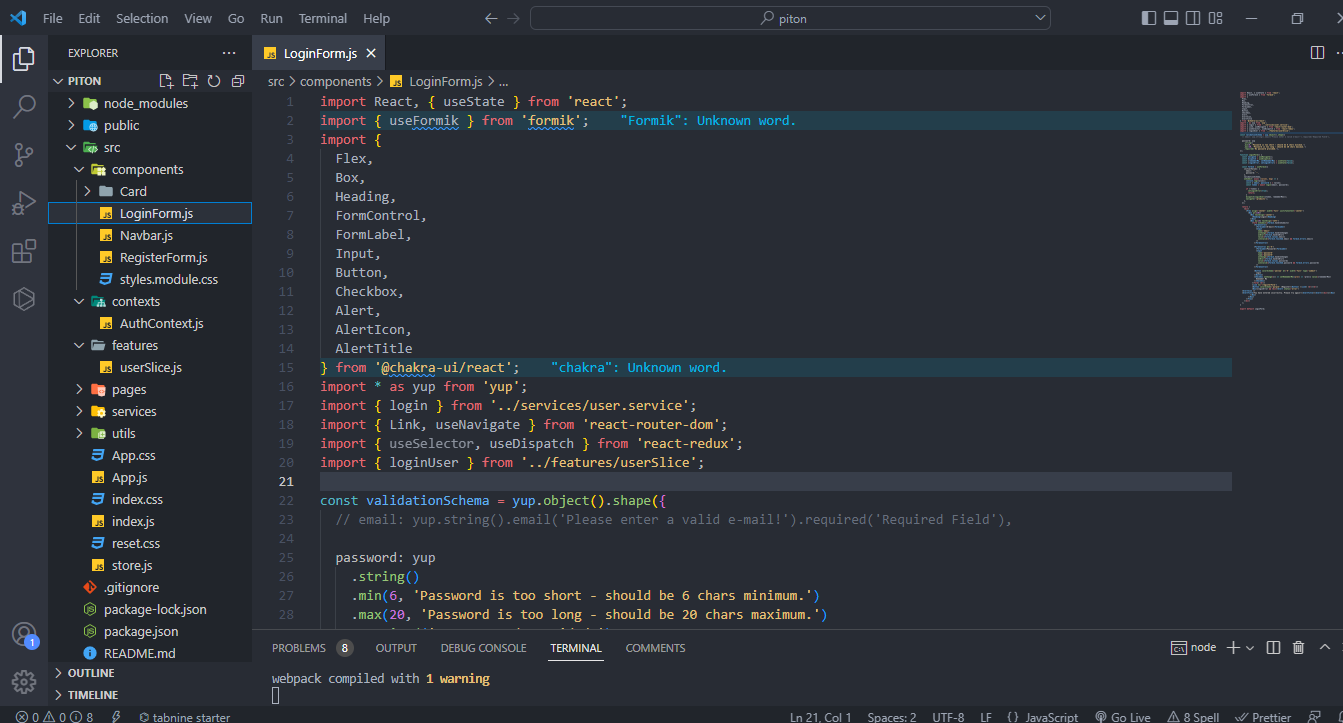 File Edit Selection View Go Run Terminal Help piton
EXPLORER
PITON
node_modules
public
src
components
Card
LoginForm.js
Navbar.js
RegisterForm.js
styles.module.css
contexts
AuthContext.js
features
userSlice.js
pages
services
utils
App.css
App.js
index.css
index.js
reset.css
store.js
.gitignore
package-lock.json
package.json
README.md
OUTLINE
TIMELINE
LoginForm.js
src > components > LoginForm.js > ...
1 import React, { useState } from 'react';
2 import { useFormik } from 'formik'; "Formik": Unknown word.
3 import {
4 Flex,
5 Box,
6 Heading,
7 FormControl,
8 FormLabel,
9 Input,
10 Button,
11 Checkbox,
12 Alert,
13 AlertIcon,
14 AlertTitle
15 } from '@chakra-ui/react'; "chakra": Unknown word.
16 import * as yup from 'yup';
17 import { login } from '../services/user.service';
18 import { Link, useNavigate } from 'react-router-dom';
19 import { useSelector, useDispatch } from 'react-redux';
20 import { loginUser } from '../features/userSlice';
21
22 const validationSchema = yup.object().shape({
23 // email: yup.string().email('Please enter a valid e-mail!').required('Required Field'),
24
25 password: yup
26 .string()
27 .min(6, 'Password is too short - should be 6 chars minimum.')
28 .max(20, 'Password is too long - should be 20 chars maximum.')
PROBLEMS 8 OUTPUT DEBUG CONSOLE TERMINAL COMMENTS node
webpack compiled with 1 warning
1
0 0 8 tabnine starter Ln 21, Col 1 Spaces: 2 UTF-8 LF {} JavaScript Go Live 8 Spell Prettier